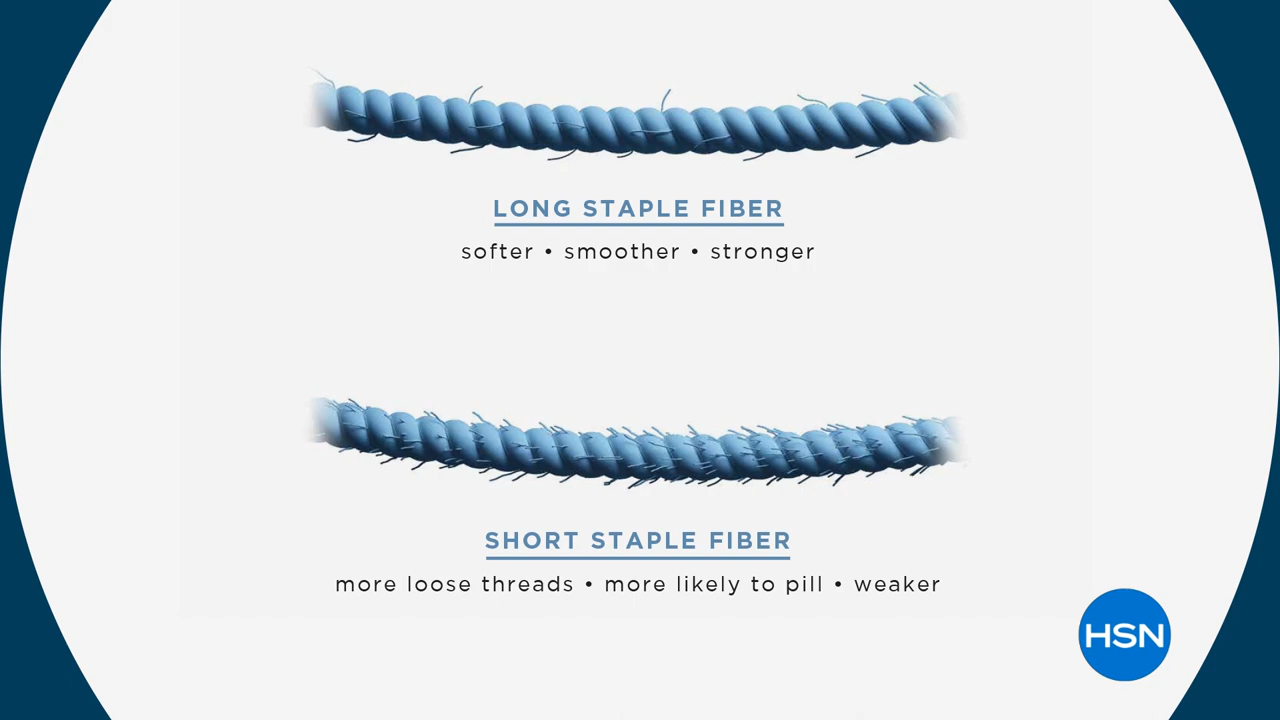 LONG STAPLE FIBER
softer • smoother • stronger
SHORT STAPLE FIBER
more loose threads • more likely to pill • weaker
HSN